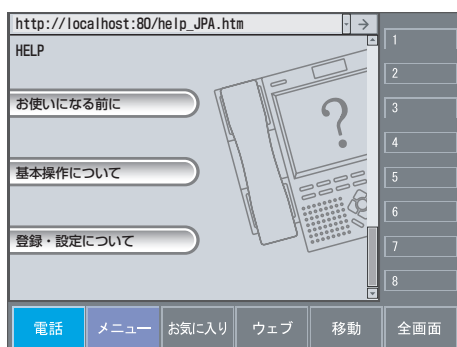 http://localhost:80/help_JPA.htm
HELP
お使いになる前に
基本操作について
登録・設定について
?
1
2
3
4
5
6
7
8
電話 メニュー お気に入り ウェブ 移動 全画面